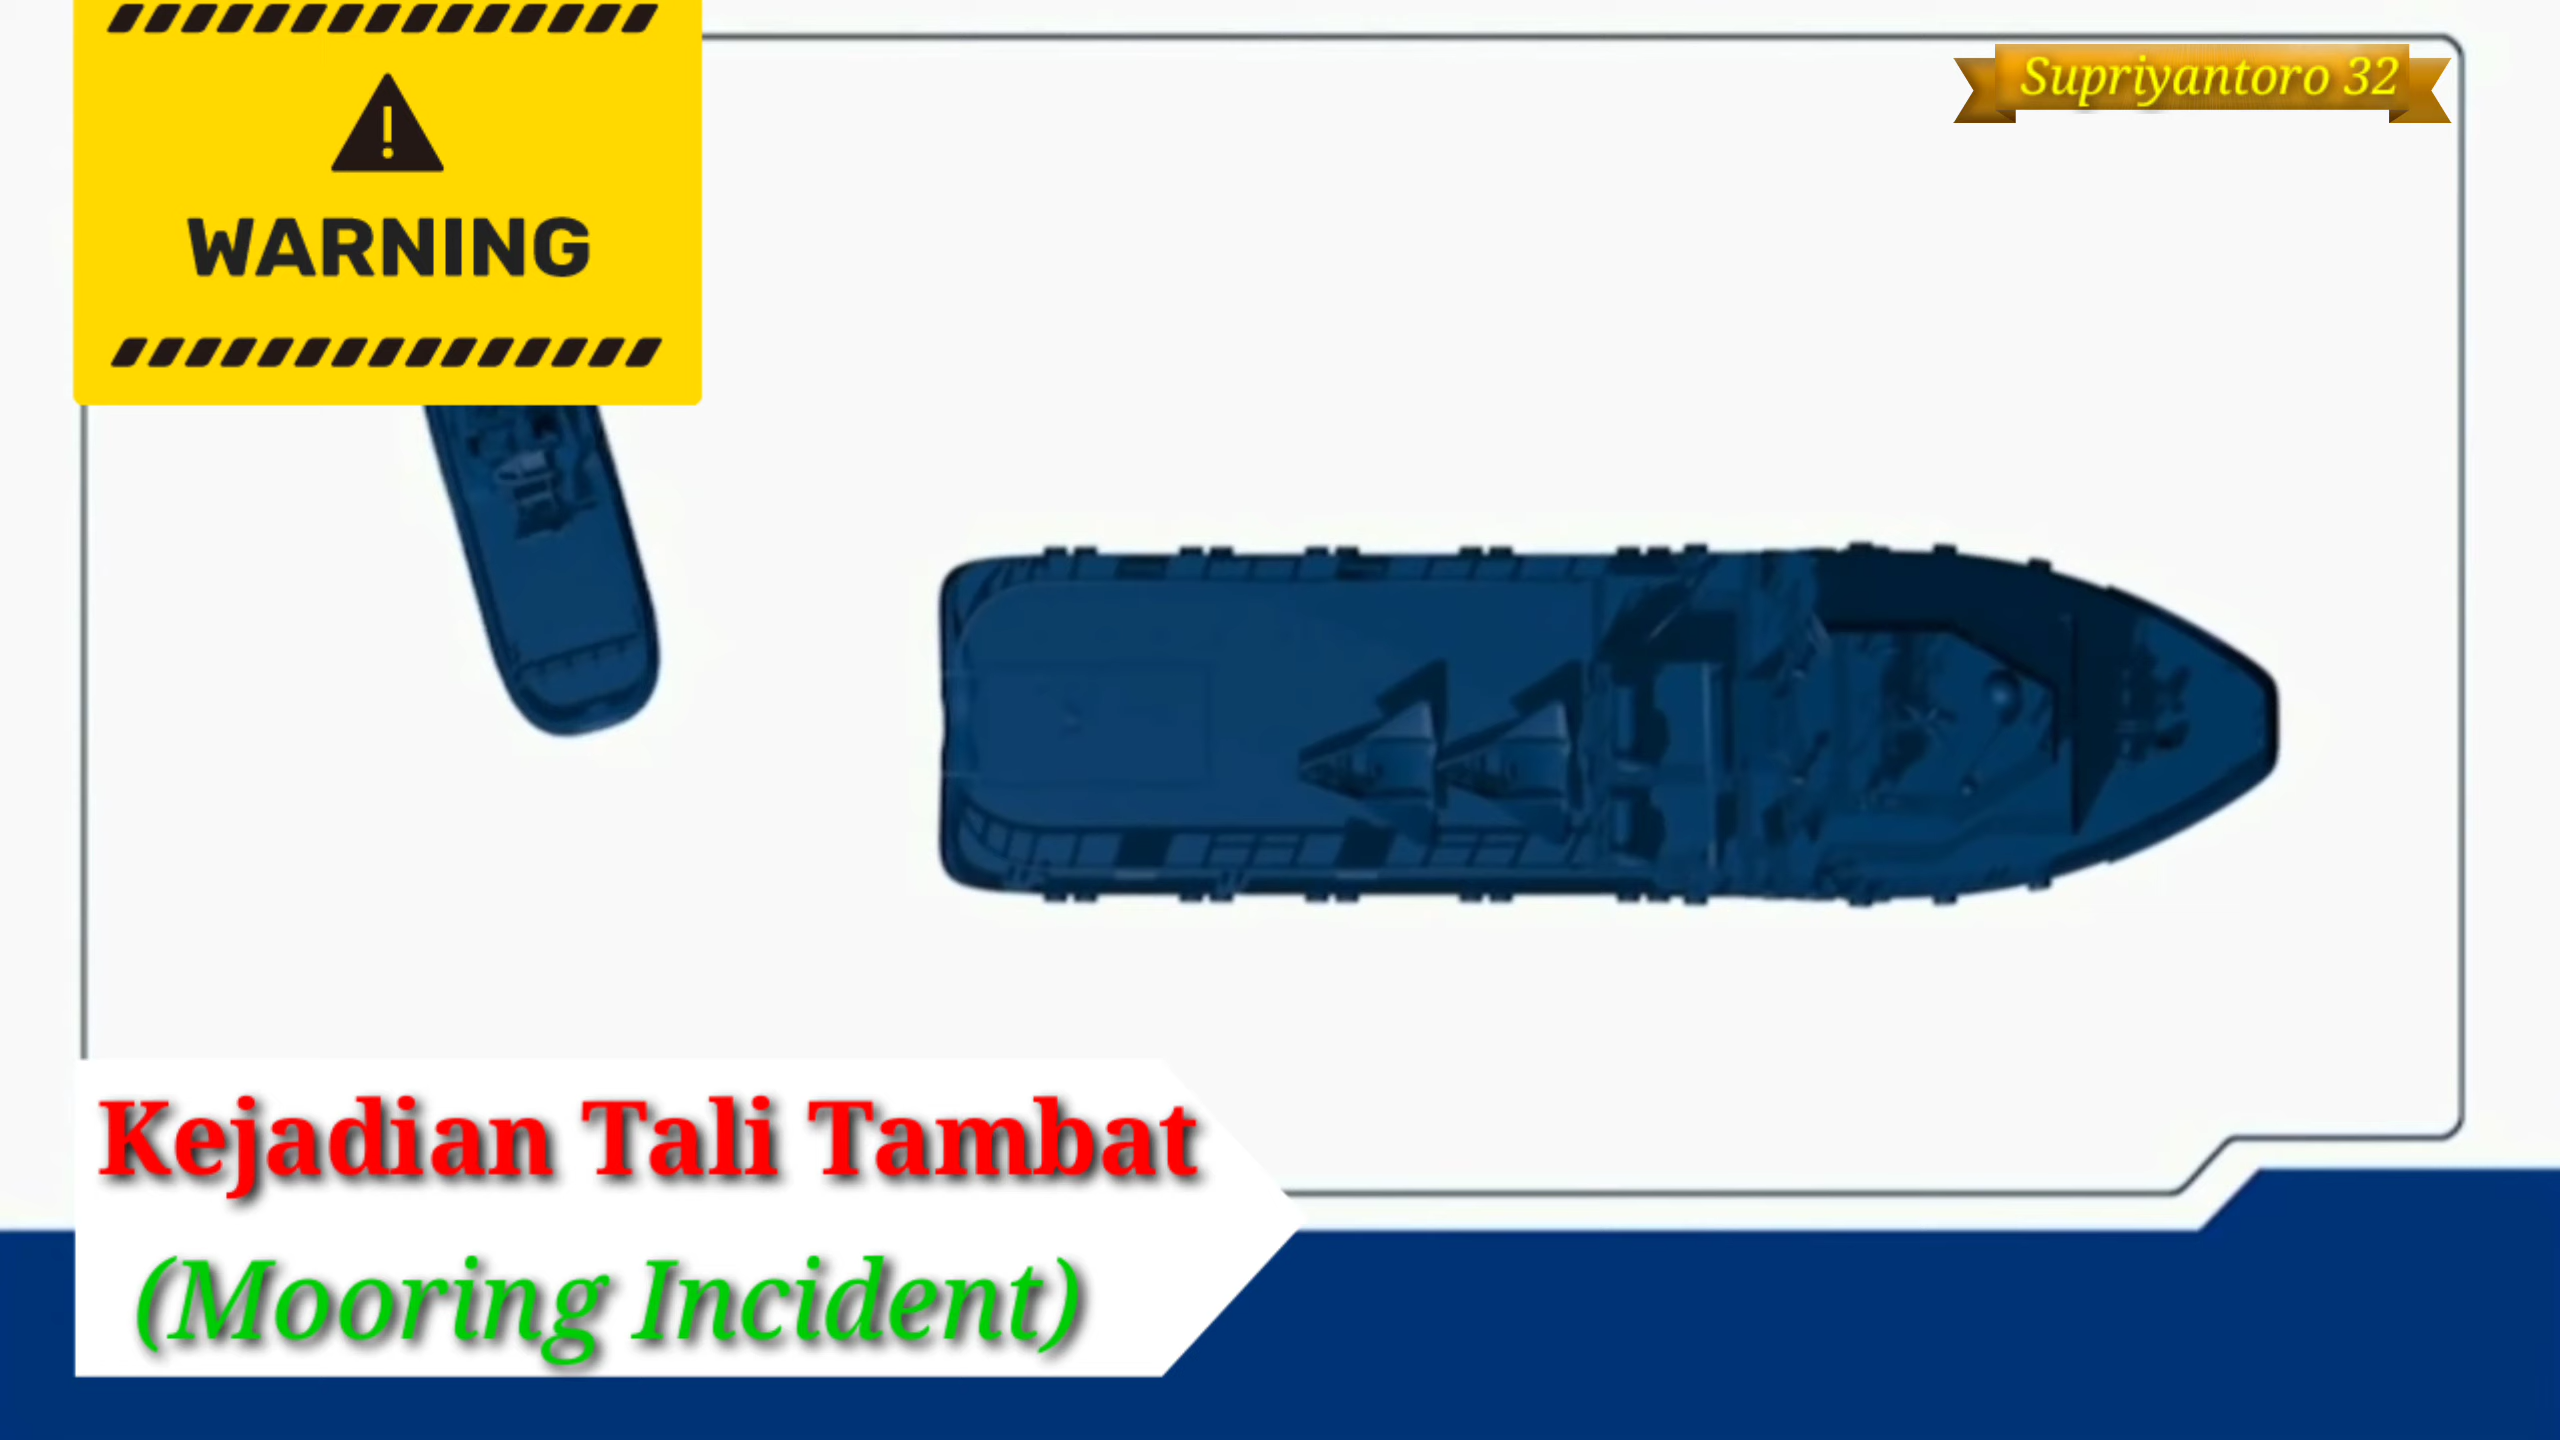 WARNING
Supriyantoro 32
Kejadian Tali Tambat
(Mooring Incident)